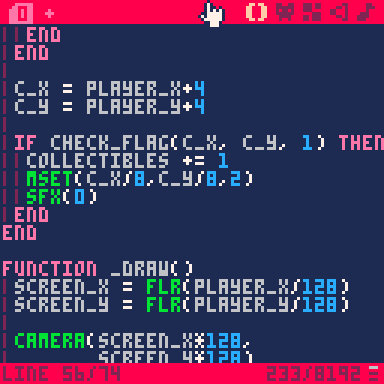 0 +
END
END
C_X = PLAYER_X+4
C_Y = PLAYER_Y+4
IF CHECK_FLAG(C_X, C_Y, 1) THEN
COLLECTIBLES += 1
MSET(C_X/8,C_Y/8,2)
SFX(0)
END
END
FUNCTION _DRAW()
SCREEN_X = FLR(PLAYER_X/128)
SCREEN_Y = FLR(PLAYER_Y/128)
CAMERA(SCREEN_X*128,
SCREEN_Y*128)
LINE 56/74 233/8192